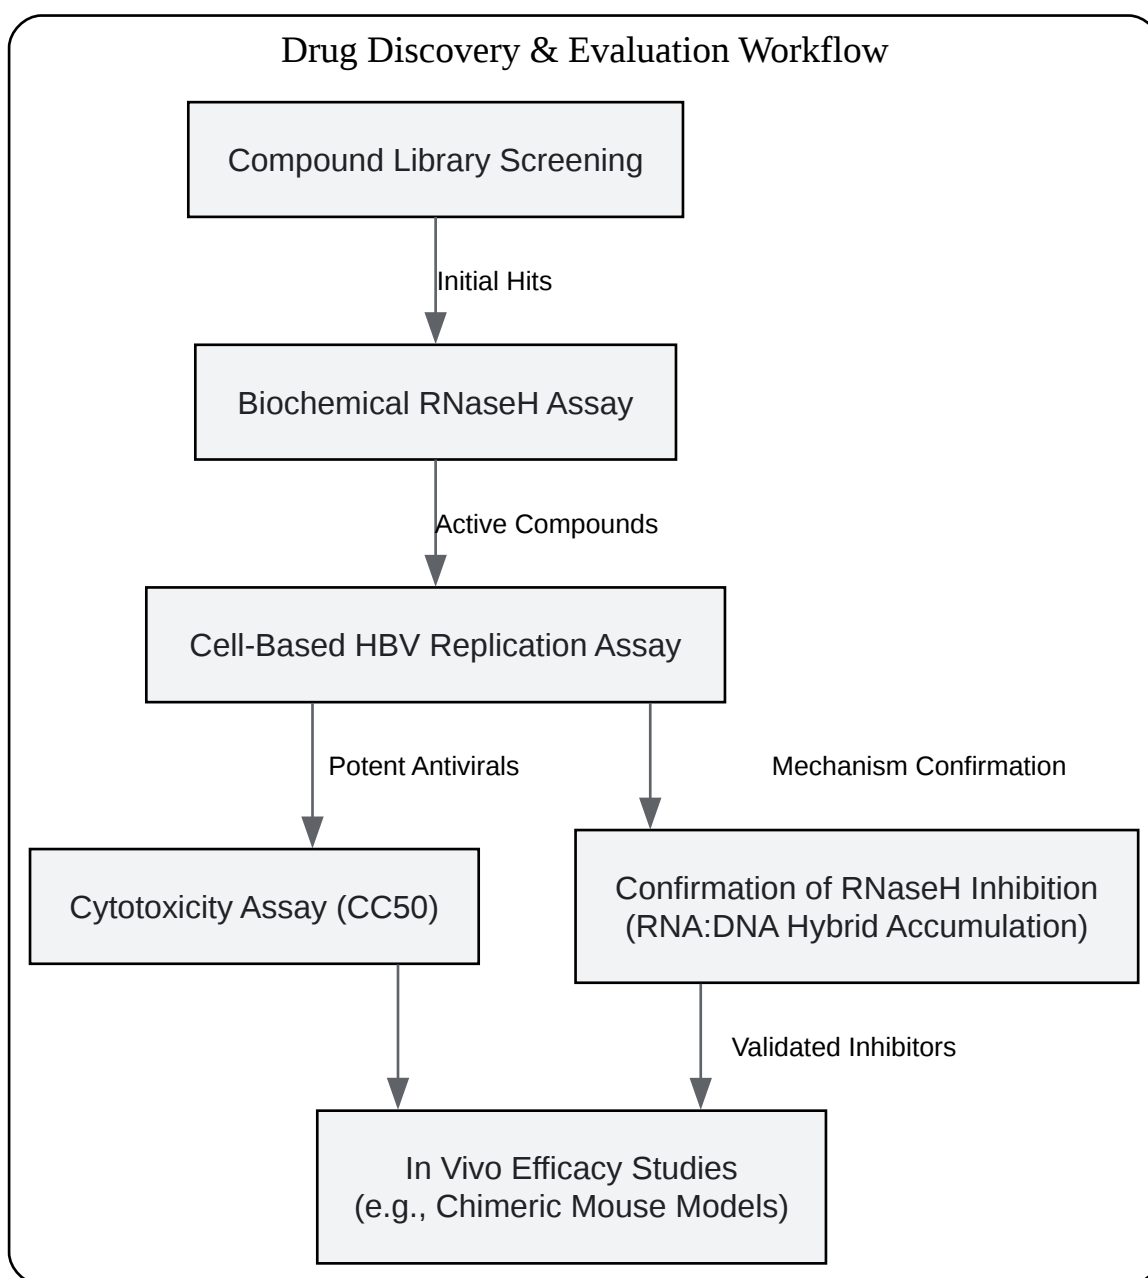 Drug Discovery & Evaluation Workflow
Compound Library Screening
Initial Hits
Biochemical RNaseH Assay
Active Compounds
Cell-Based HBV Replication Assay
Potent Antivirals
Mechanism Confirmation
Cytotoxicity Assay (CC50)
Confirmation of RNaseH Inhibition
(RNA:DNA Hybrid Accumulation)
Validated Inhibitors
In Vivo Efficacy Studies
(e.g., Chimeric Mouse Models)